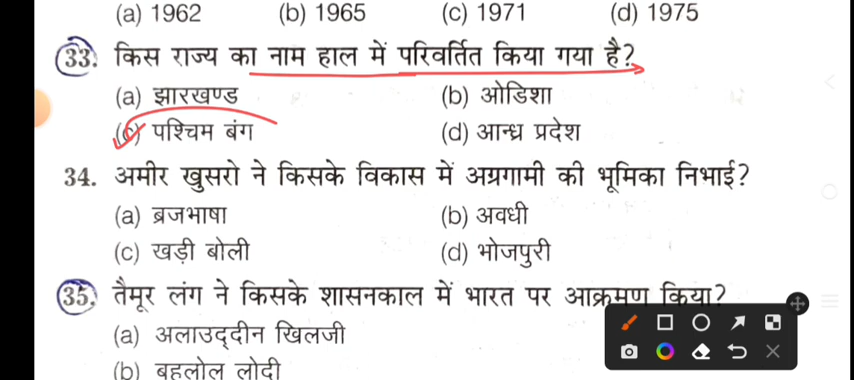 (a) 1962 (b) 1965 (c) 1971 (d) 1975
33. किस राज्य का नाम हाल में परिवर्तित किया गया है?
(a) झारखण्ड (b) ओडिशा
(c) पश्चिम बंग (d) आन्ध्र प्रदेश
34. अमीर खुसरो ने किसके विकास में अग्रगामी की भूमिका निभाई?
(a) ब्रजभाषा (b) अवधी
(c) खड़ी बोली (d) भोजपुरी
35. तैमूर लंग ने किसके शासनकाल में भारत पर आक्रमण किया?
(a) अलाउद्दीन खिलजी
(b) बहलोल लोदी